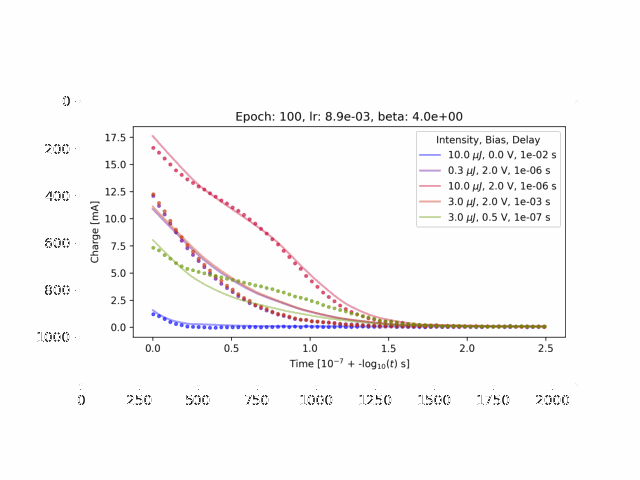 Epoch: 100, lr: 8.9e-03, beta: 4.0e+00
Intensity, Bias, Delay
10.0 μJ, 0.0 V, 1e-02 s
0.3 μJ, 2.0 V, 1e-06 s
10.0 μJ, 2.0 V, 1e-06 s
3.0 μJ, 2.0 V, 1e-03 s
3.0 μJ, 0.5 V, 1e-07 s
Charge [mA]
17.5
15.0
12.5
10.0
7.5
5.0
2.5
0.0
0.0 0.5 1.0 1.5 2.0 2.5
Time [10⁻⁷ + -log₁₀(t) s]
0
200
400
600
800
1000
0 250 500 750 1000 1250 1500 1750 2000